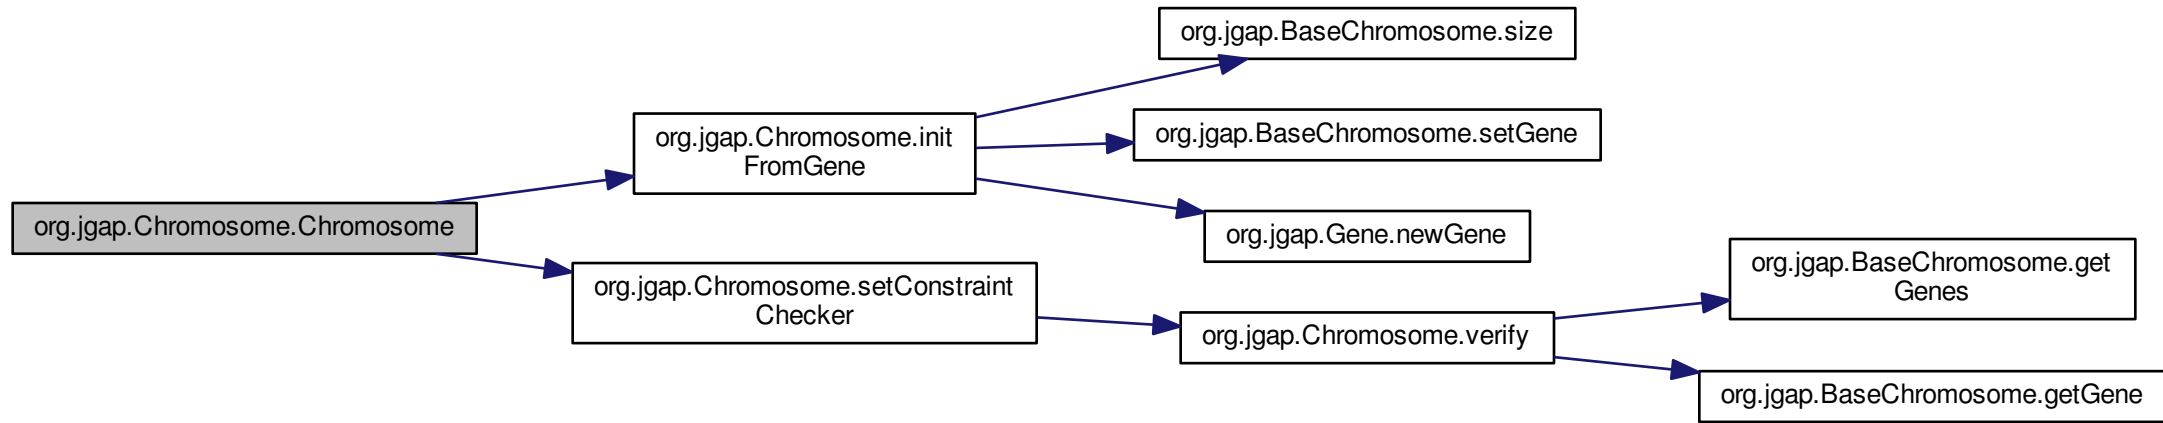 org.jgap.BaseChromosome.size
org.jgap.Chromosome.init
FromGene
org.jgap.BaseChromosome.setGene
org.jgap.Chromosome.Chromosome
org.jgap.Gene.newGene
org.jgap.Chromosome.setConstraint
Checker
org.jgap.Chromosome.verify
org.jgap.BaseChromosome.get
Genes
org.jgap.BaseChromosome.getGene